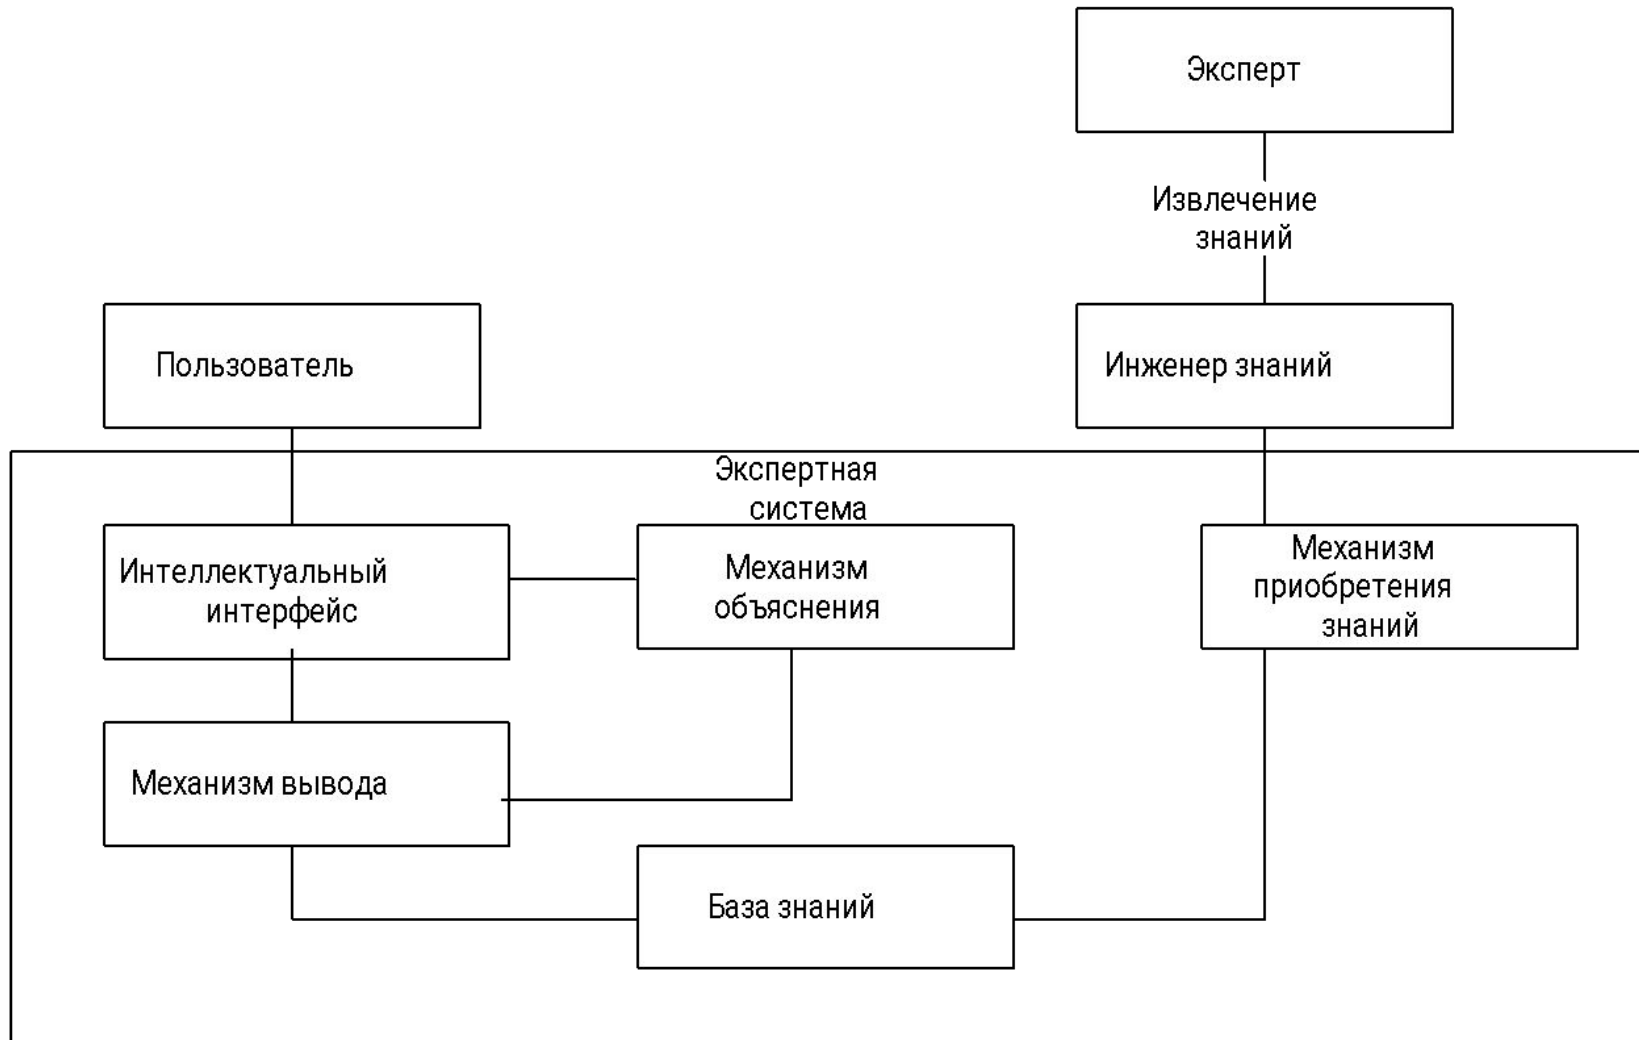 Эксперт
Извлечение
знаний
Пользователь
Инженер знаний
Экспертная
система
Интеллектуальный
интерфейс
Механизм
объяснения
Механизм
приобретения
знаний
Механизм вывода
База знаний